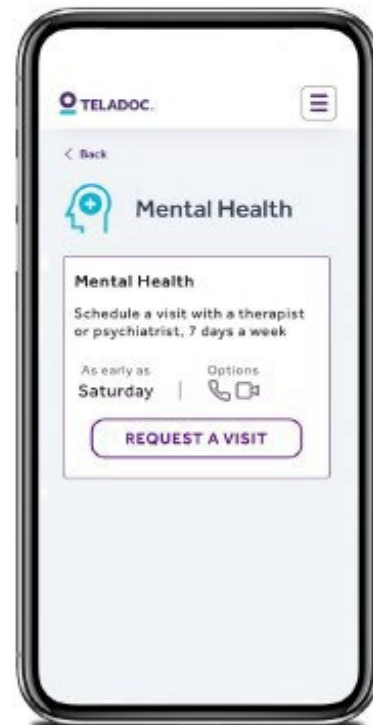 TELADOC.
< Back
Mental Health
Mental Health
Schedule a visit with a therapist
or psychiatrist, 7 days a week
As early as Options
Saturday |
REQUEST A VISIT